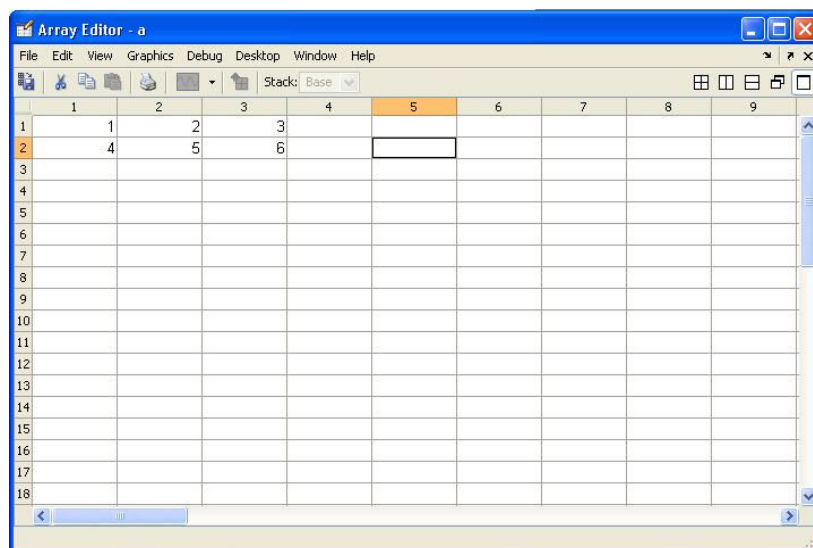 Array Editor - a
File Edit View Graphics Debug Desktop Window Help
Stack: Base
1 2 3 4 5 6 7 8 9
1 1 2 3
2 4 5 6
3
4
5
6
7
8
9
10
11
12
13
14
15
16
17
18